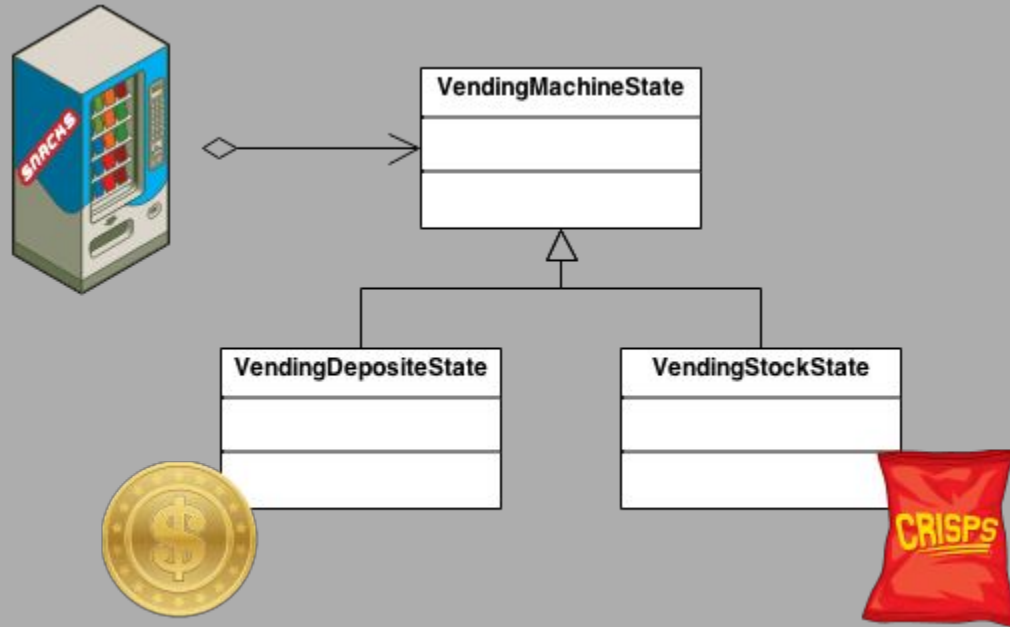 SNACKS
VendingMachineState
VendingDepositeState
VendingStockState
$
CRISPS